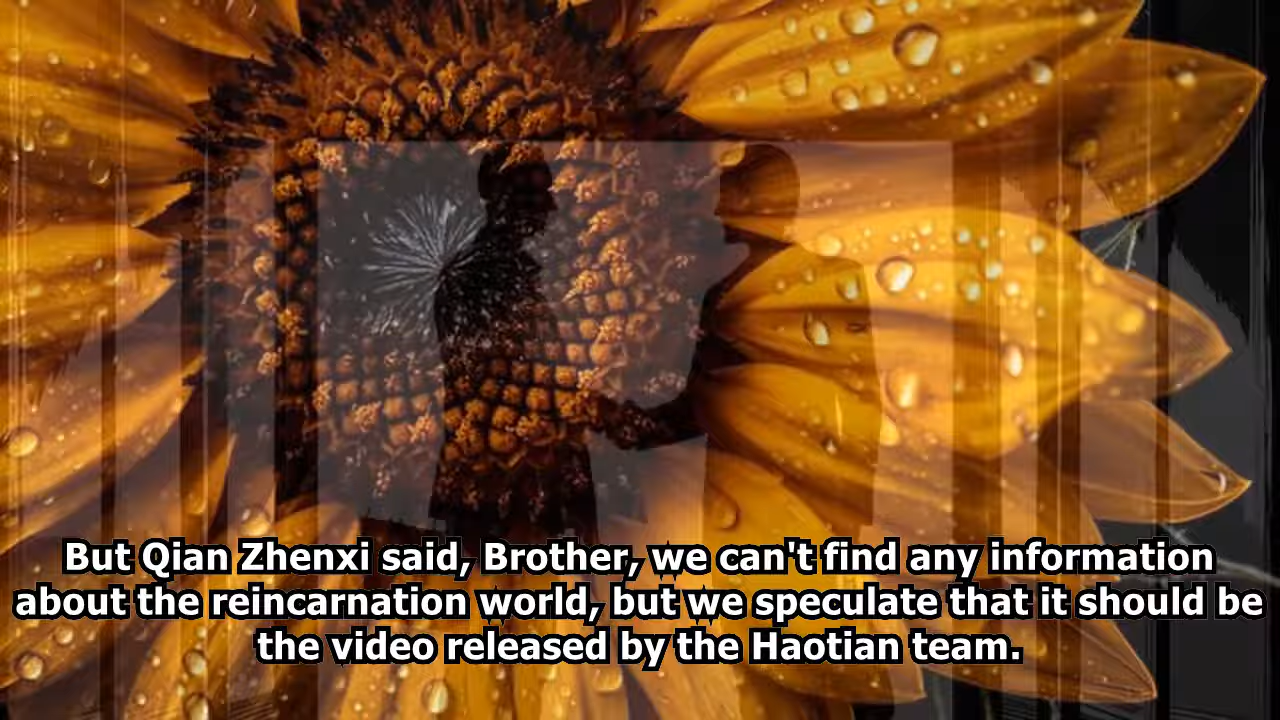 But Qian Zhenxi said, Brother, we can't find any information
about the reincarnation world, but we speculate that it should be
the video released by the Haotian team.